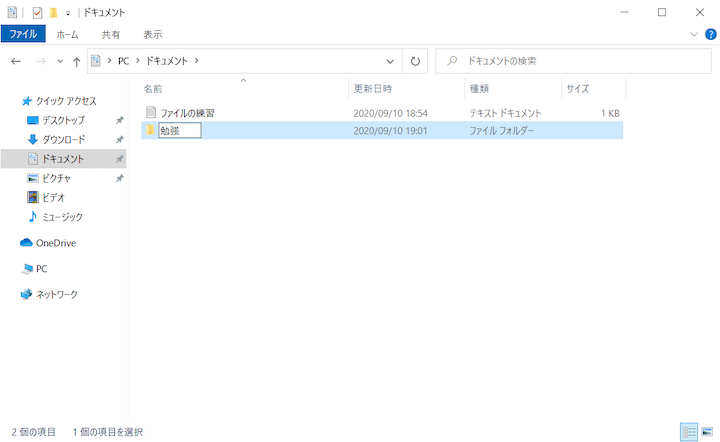 ドキュメント
ファイル ホーム 共有 表示
PC ドキュメント ドキュメントの検索
名前 更新日時 種類 サイズ
クイック アクセス
デスクトップ
ダウンロード
ドキュメント
ピクチャ
ビデオ
ミュージック
OneDrive
PC
ネットワーク
ファイルの練習 2020/09/10 18:54 テキスト ドキュメント 1 KB
勉強 2020/09/10 19:01 ファイル フォルダー
2 個の項目 1 個の項目を選択